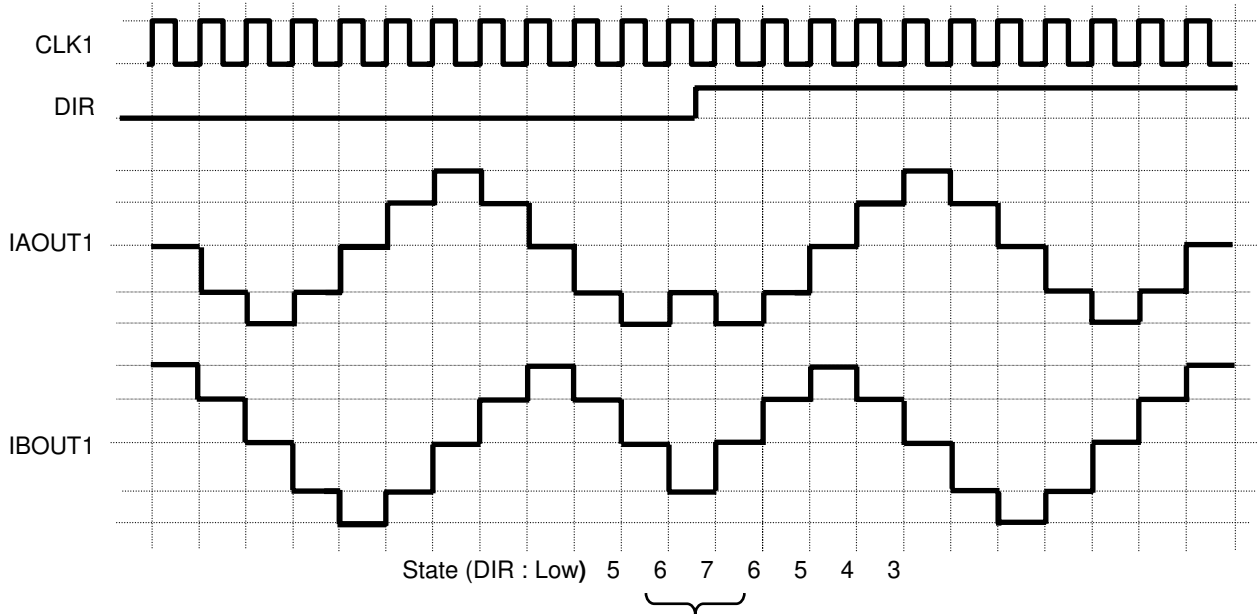 CLK1
DIR
IAOUT1
IBOUT1
State (DIR : Low) 5 6 7 6 5 4 3